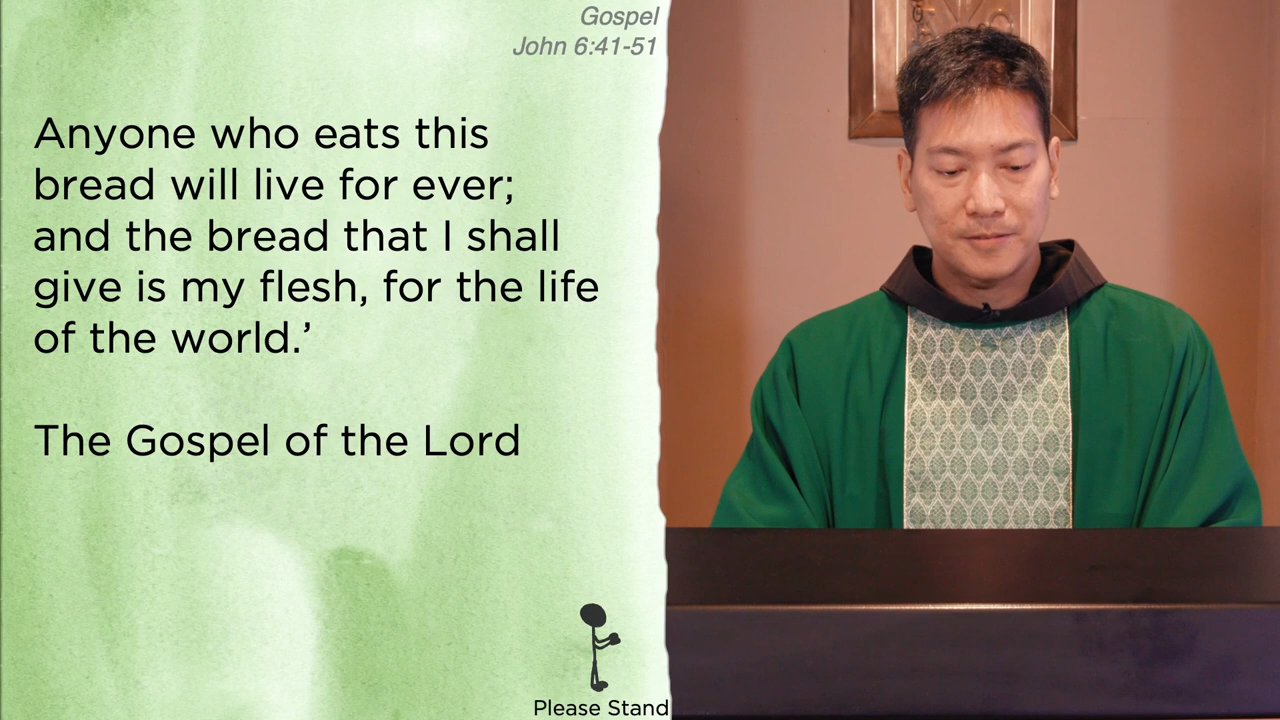 Gospel
John 6:41-51
Anyone who eats this
bread will live for ever;
and the bread that I shall
give is my flesh, for the life
of the world.’
The Gospel of the Lord
Please Stand